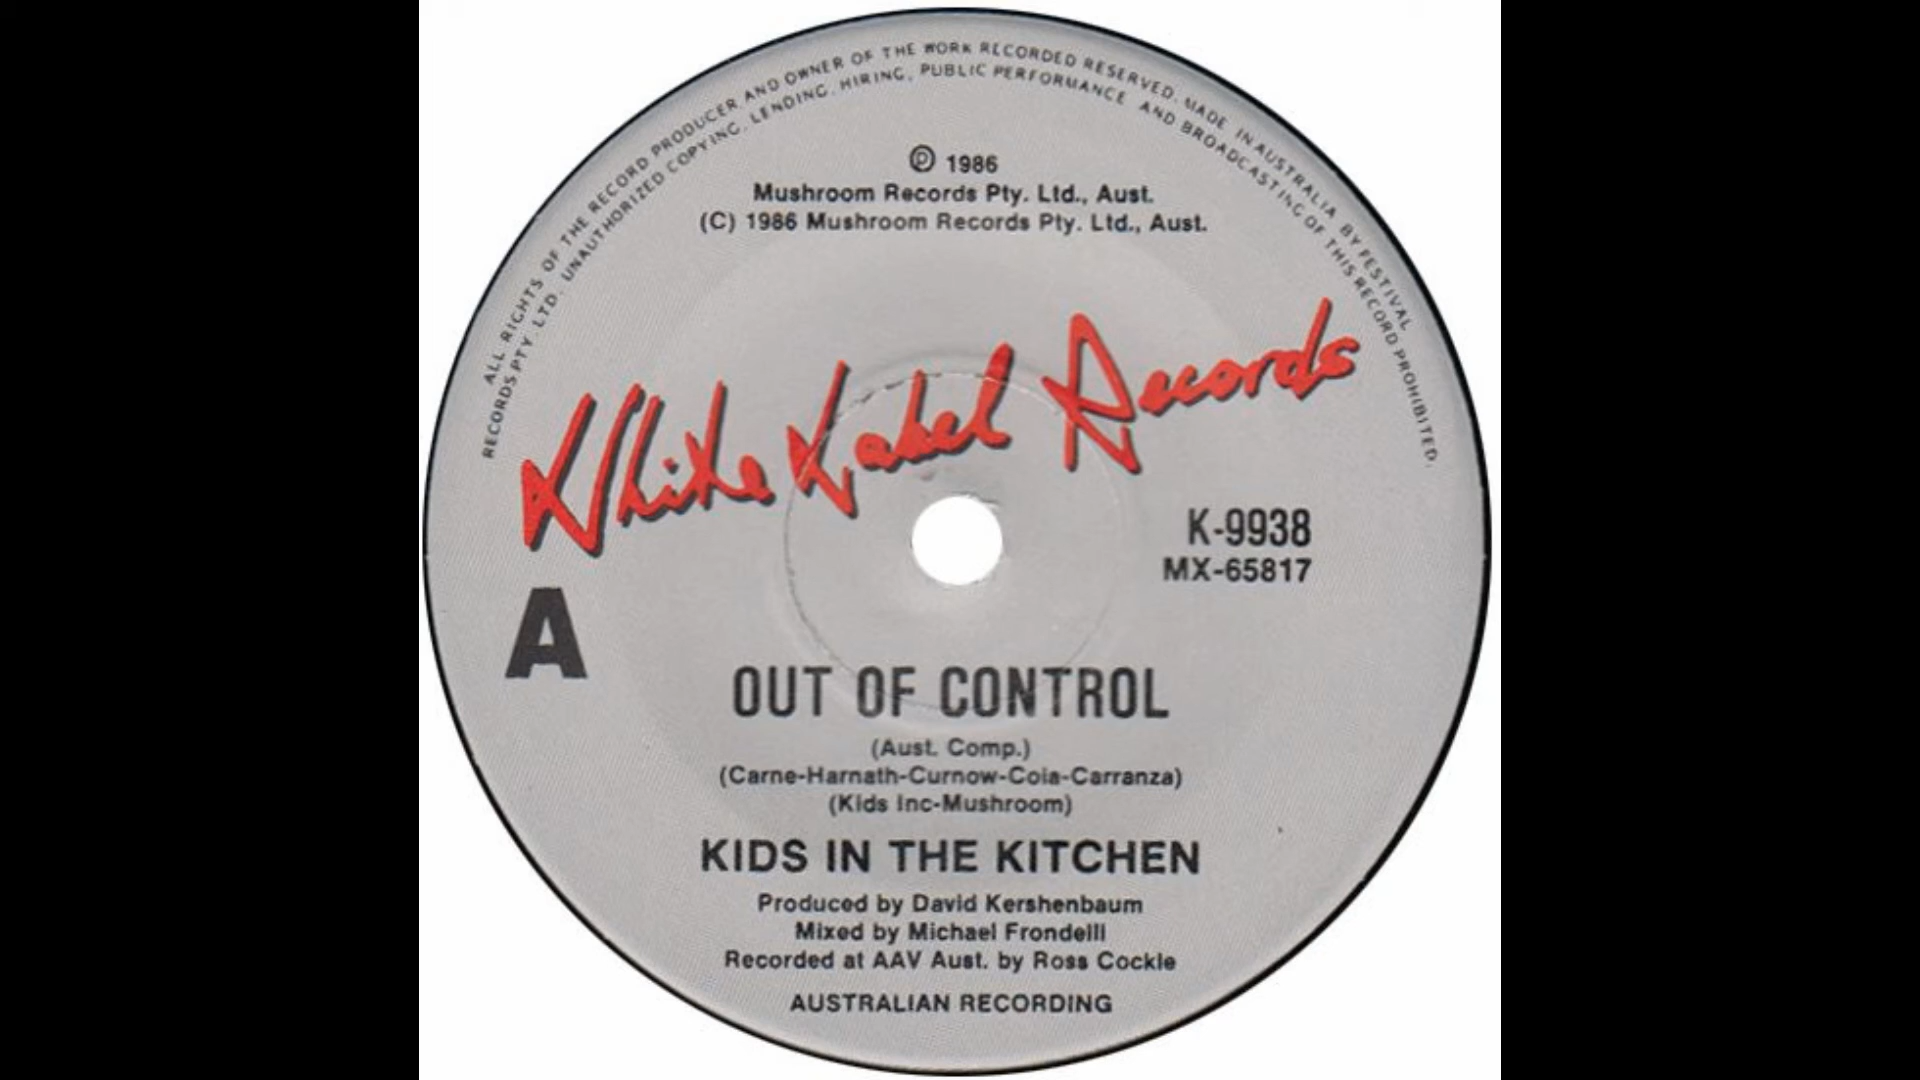 ALL RIGHTS OF THE RECORD PRODUCER AND OWNER OF THE WORK RECORDED RESERVED. MADE IN AUSTRALIA BY FESTIVAL
RECORDS PTY. LTD. UNAUTHORIZED COPYING, LENDING, HIRING, PUBLIC PERFORMANCE AND BROADCASTING OF THIS RECORD PROHIBITED.
Ⓟ 1986
Mushroom Records Pty. Ltd., Aust.
(C) 1986 Mushroom Records Pty. Ltd., Aust.
White Label Records
K-9938
MX-65817
A
OUT OF CONTROL
(Aust. Comp.)
(Carne-Harnath-Curnow-Coia-Carranza)
(Kids Inc-Mushroom)
KIDS IN THE KITCHEN
Produced by David Kershenbaum
Mixed by Michael Frondelli
Recorded at AAV Aust. by Ross Cockle
AUSTRALIAN RECORDING